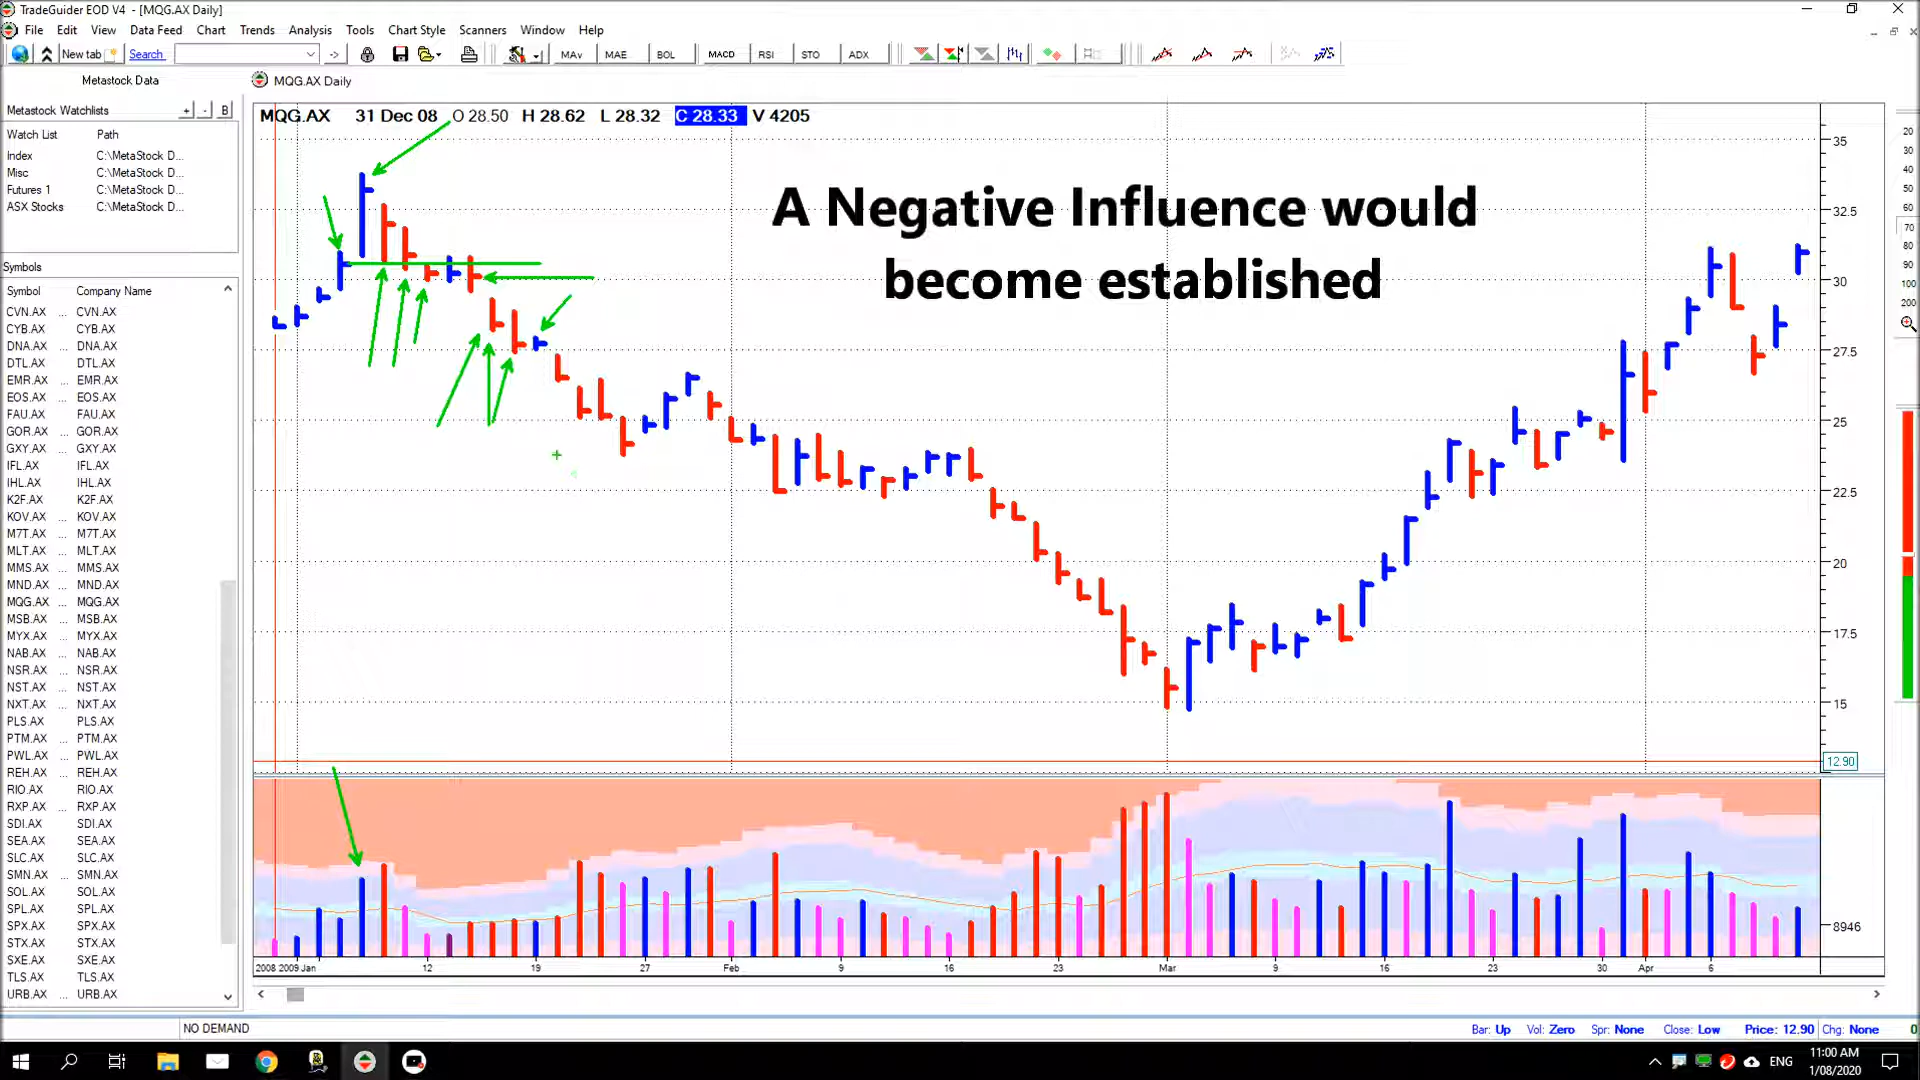 TradeGuider EOD V4 - [MQG.AX Daily]
File Edit View Data Feed Chart Trends Analysis Tools Chart Style Scanners Window Help
New tab Search -> MAv MAE BOL MACD RSI STO ADX
Metastock Data
MQG.AX Daily
Metastock Watchlists + - B
Watch List Path
Index C:\MetaStock D...
Misc C:\MetaStock D...
Futures 1 C:\MetaStock D...
ASX Stocks C:\MetaStock D...
Symbols
Symbol Company Name
CVN.AX ... CVN.AX
CYB.AX ... CYB.AX
DNA.AX ... DNA.AX
DTL.AX DTL.AX
EMR.AX ... EMR.AX
EOS.AX ... EOS.AX
FAU.AX FAU.AX
GOR.AX ... GOR.AX
GXY.AX ... GXY.AX
IFL.AX IFL.AX
IHL.AX ... IHL.AX
K2F.AX ... K2F.AX
KOV.AX ... KOV.AX
M7T.AX ... M7T.AX
MLT.AX ... MLT.AX
MMS.AX ... MMS.AX
MND.AX ... MND.AX
MQG.AX ... MQG.AX
MSB.AX ... MSB.AX
MYX.AX ... MYX.AX
NAB.AX ... NAB.AX
NSR.AX ... NSR.AX
NST.AX ... NST.AX
NXT.AX ... NXT.AX
PLS.AX ... PLS.AX
PTM.AX ... PTM.AX
PWL.AX ... PWL.AX
REH.AX ... REH.AX
RIO.AX RIO.AX
RXP.AX ... RXP.AX
SDI.AX SDI.AX
SEA.AX ... SEA.AX
SLC.AX ... SLC.AX
SMN.AX ... SMN.AX
SOL.AX ... SOL.AX
SPL.AX ... SPL.AX
SPX.AX ... SPX.AX
STX.AX ... STX.AX
SXE.AX ... SXE.AX
TLS.AX ... TLS.AX
URB.AX ... URB.AX
MQG.AX 31 Dec 08 O 28.50 H 28.62 L 28.32 C 28.33 V 4205
A Negative Influence would
become established
35
32.5
30
27.5
25
22.5
20
17.5
15
12.90
8946
2008 2009 Jan 12 19 27 Feb 9 16 23 Mar 9 16 23 30 Apr 6
20
30
40
50
60
70
80
90
100
200
NO DEMAND
Bar: Up Vol: Zero Spr: None Close: Low Price: 12.90 Chg: None 0
ENG
11:00 AM
1/08/2020